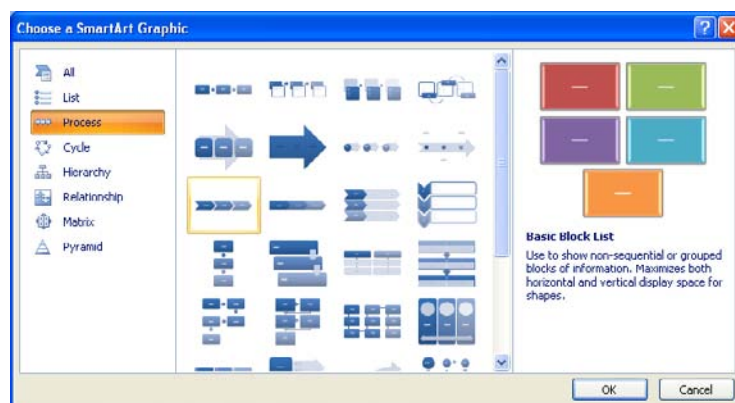 Choose a SmartArt Graphic
All
List
Process
Cycle
Hierarchy
Relationship
Matrix
Pyramid
Basic Block List
Use to show non-sequential or grouped
blocks of information. Maximizes both
horizontal and vertical display space for
shapes.
OK
Cancel